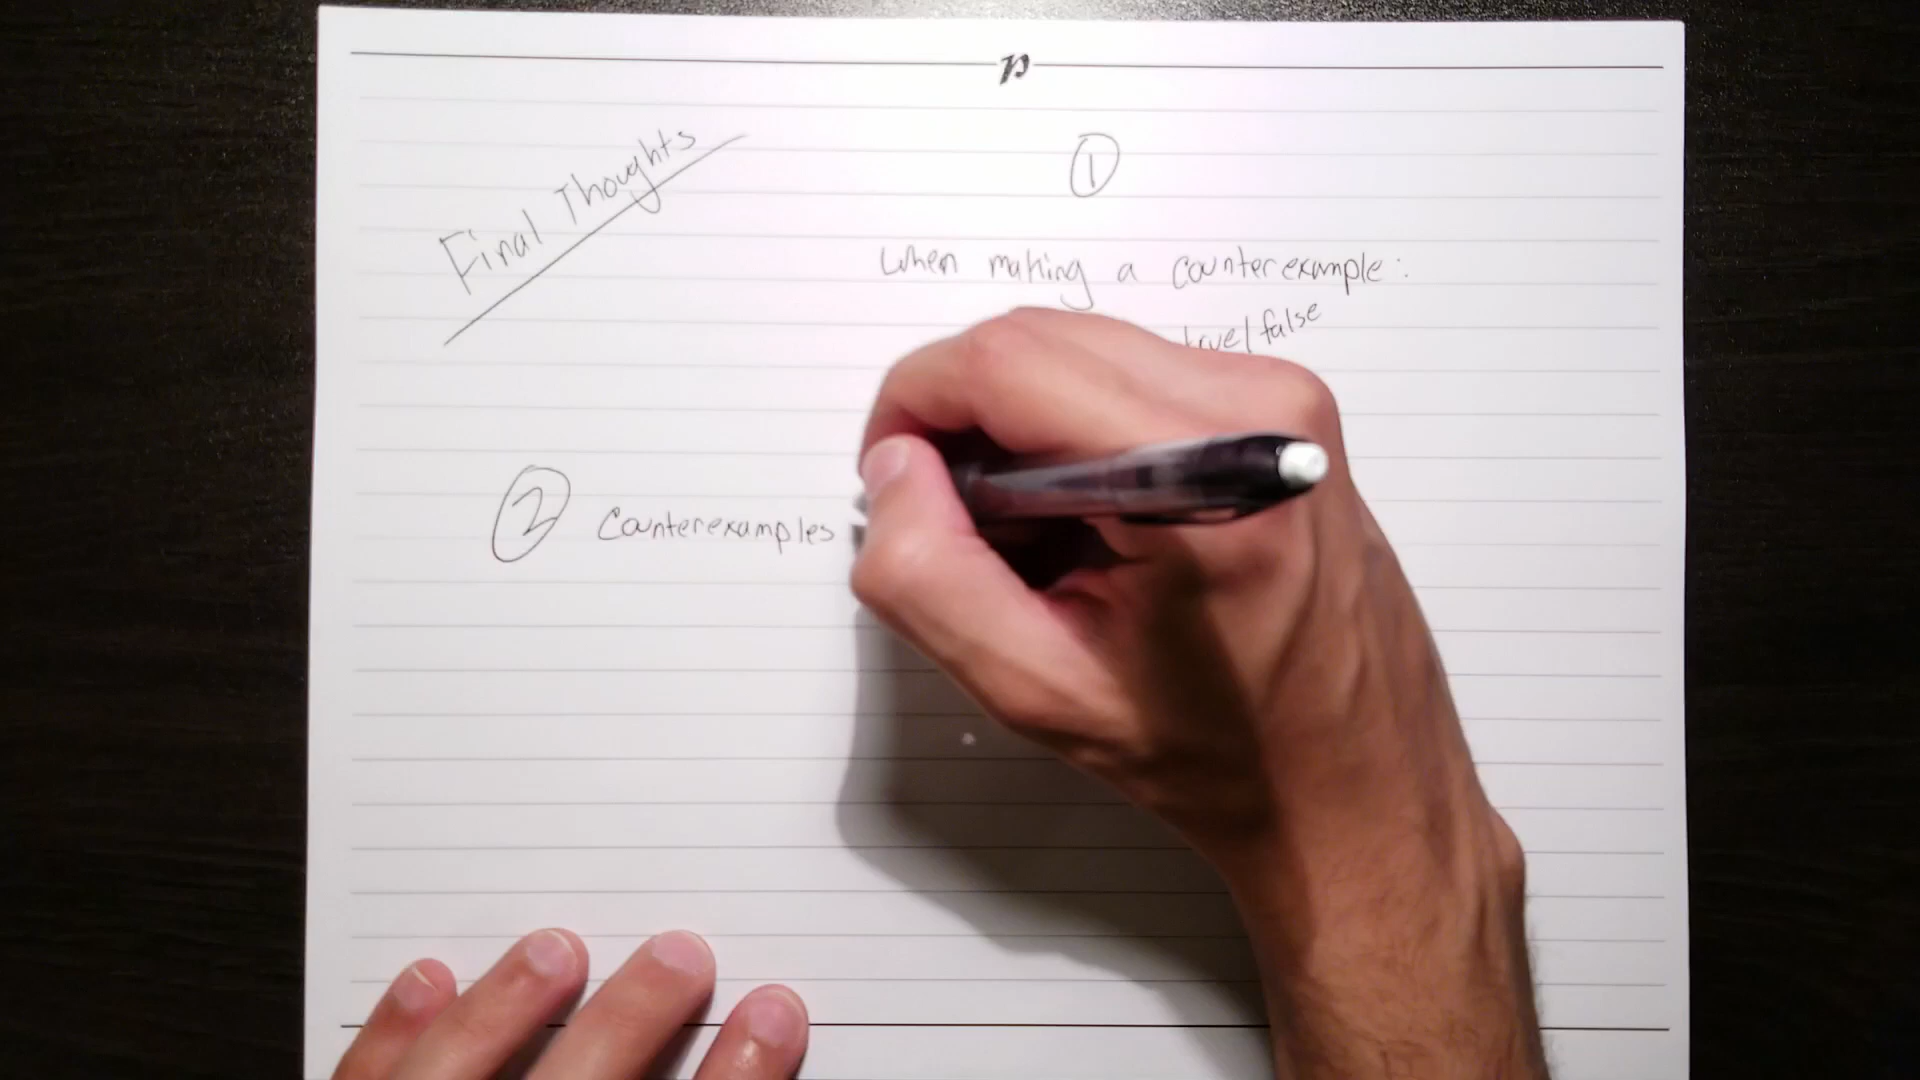 Final Thoughts
1
When making a counterexample:
true/false
2 Counterexamples